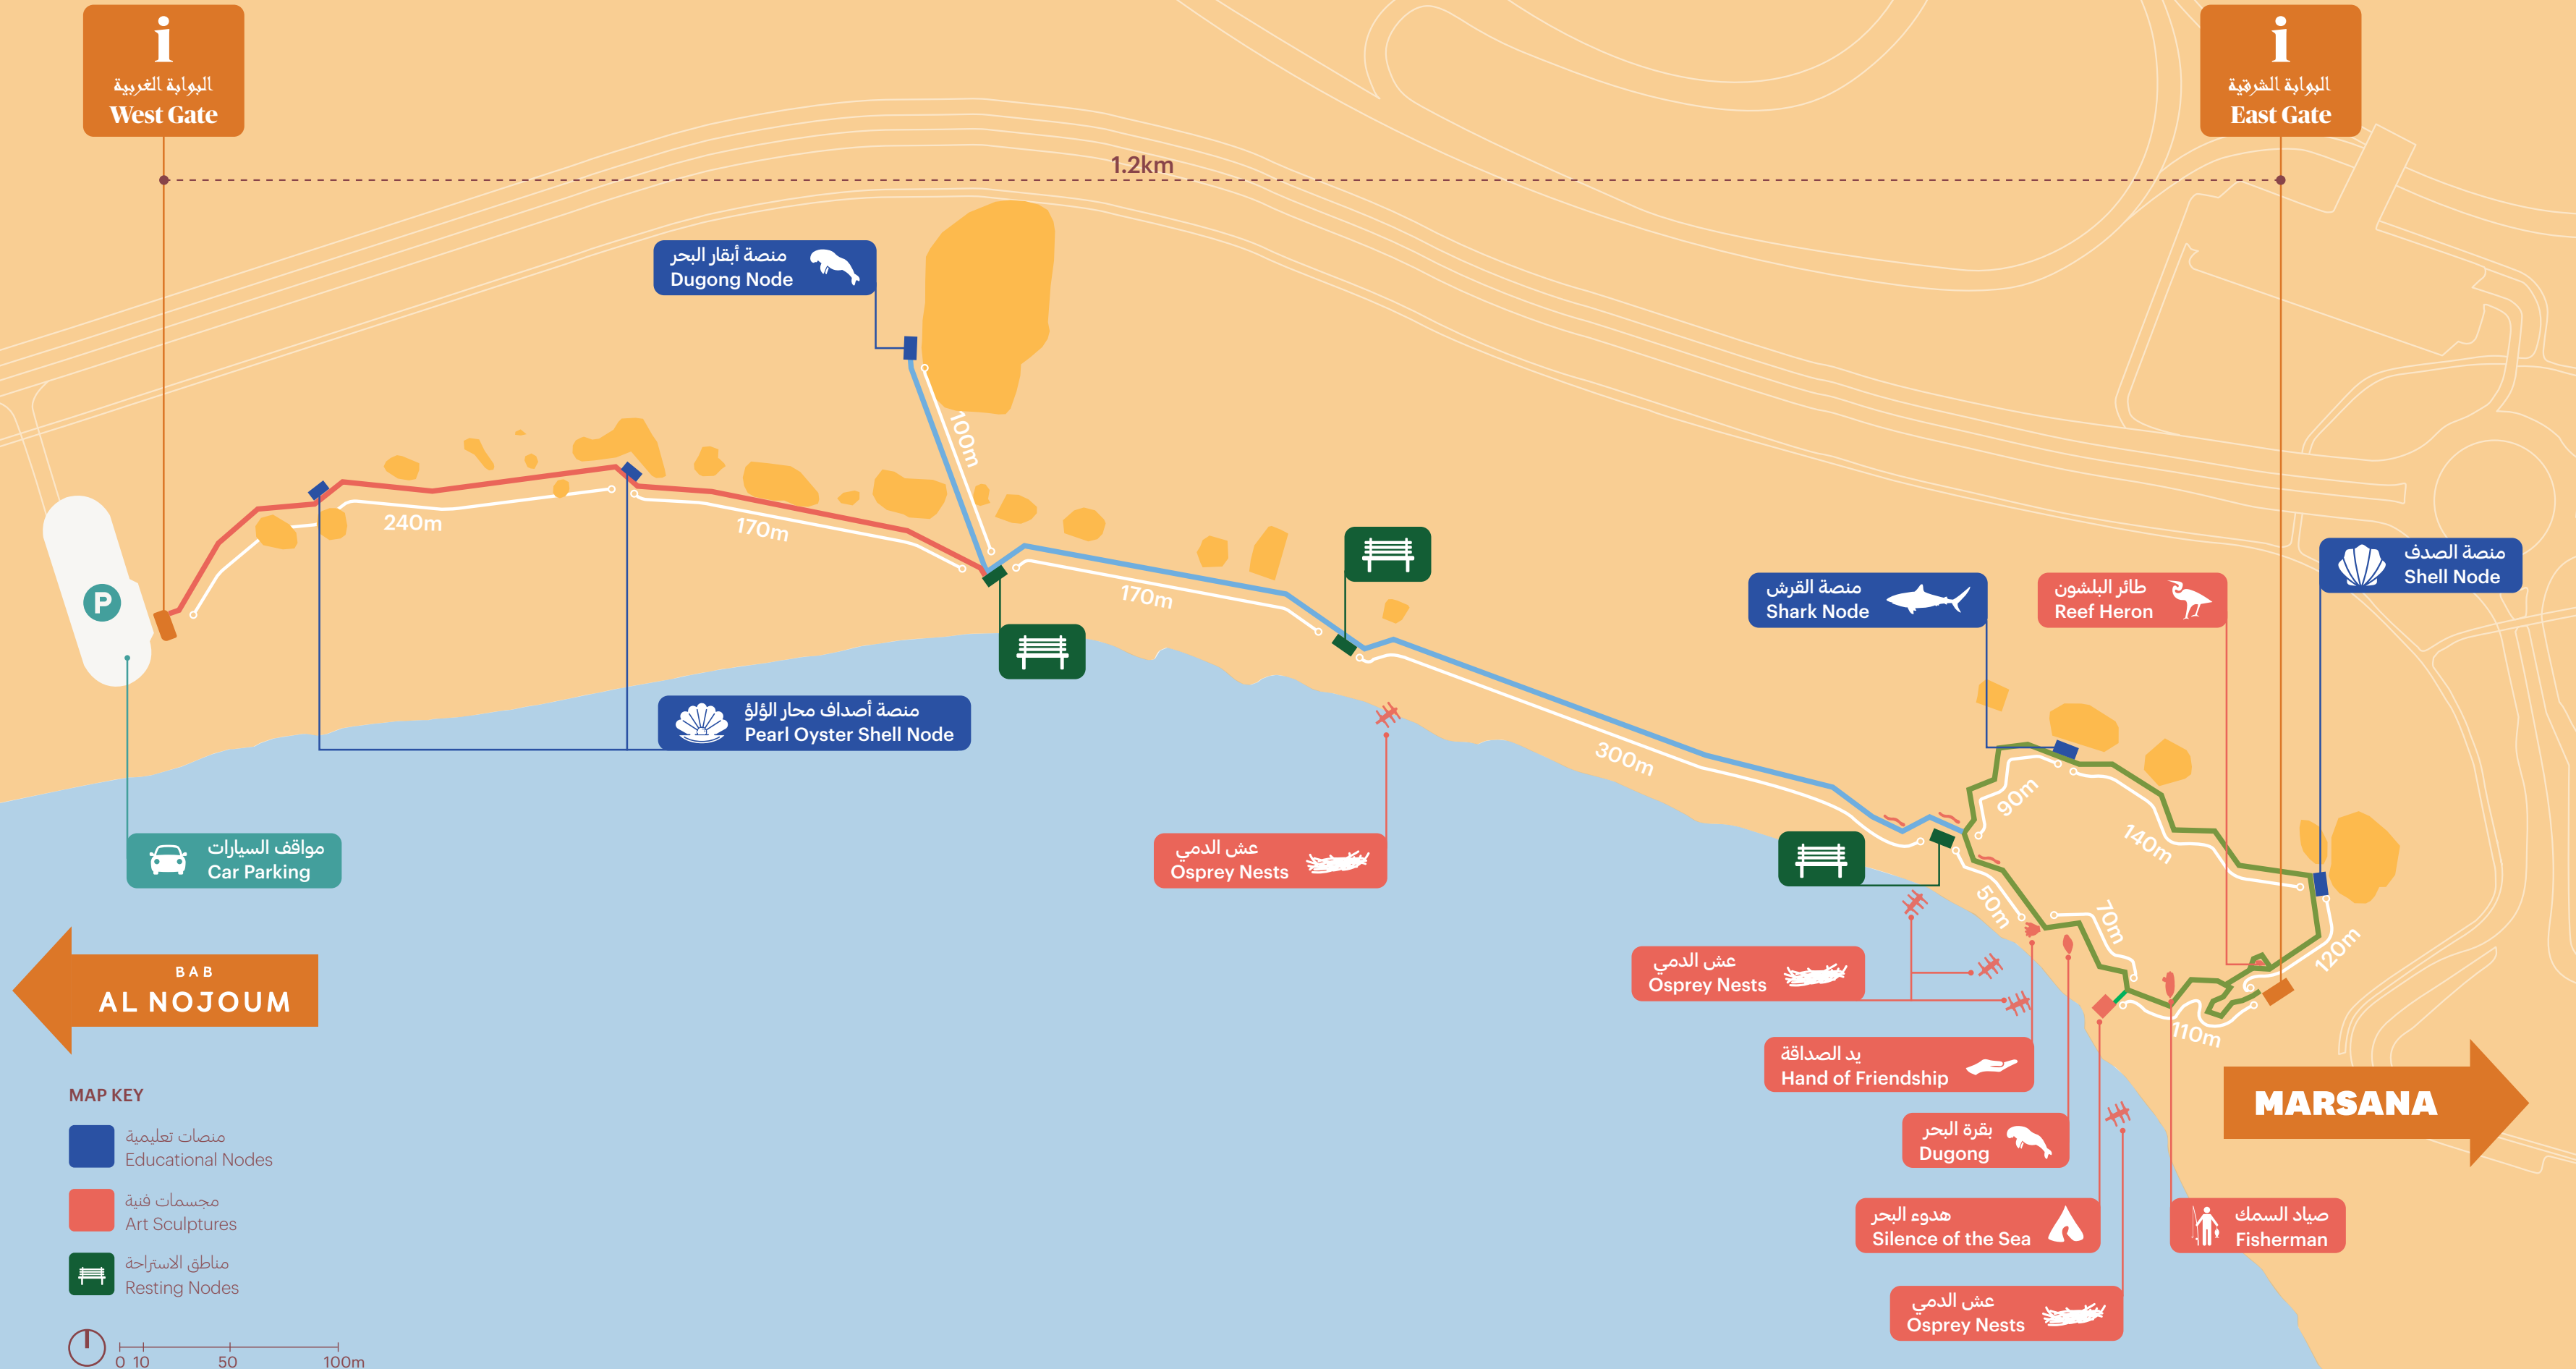 i
البوابة الغربية
West Gate
i
البوابة الشرقية
East Gate
1.2km
منصة أبقار البحر
Dugong Node
100m
240m
170m
170m
P
منصة القرش
Shark Node
طائر البلشون
Reef Heron
منصة الصدف
Shell Node
منصة أصداف محار الؤلؤ
Pearl Oyster Shell Node
300m
90m
140m
50m
70m
120m
110m
مواقف السيارات
Car Parking
عش الدمي
Osprey Nests
عش الدمي
Osprey Nests
BAB
AL NOJOUM
يد الصداقة
Hand of Friendship
MARSANA
بقرة البحر
Dugong
هدوء البحر
Silence of the Sea
صياد السمك
Fisherman
عش الدمي
Osprey Nests
MAP KEY
منصات تعليمية
Educational Nodes
مجسمات فنية
Art Sculptures
مناطق الاستراحة
Resting Nodes
0 10 50 100m